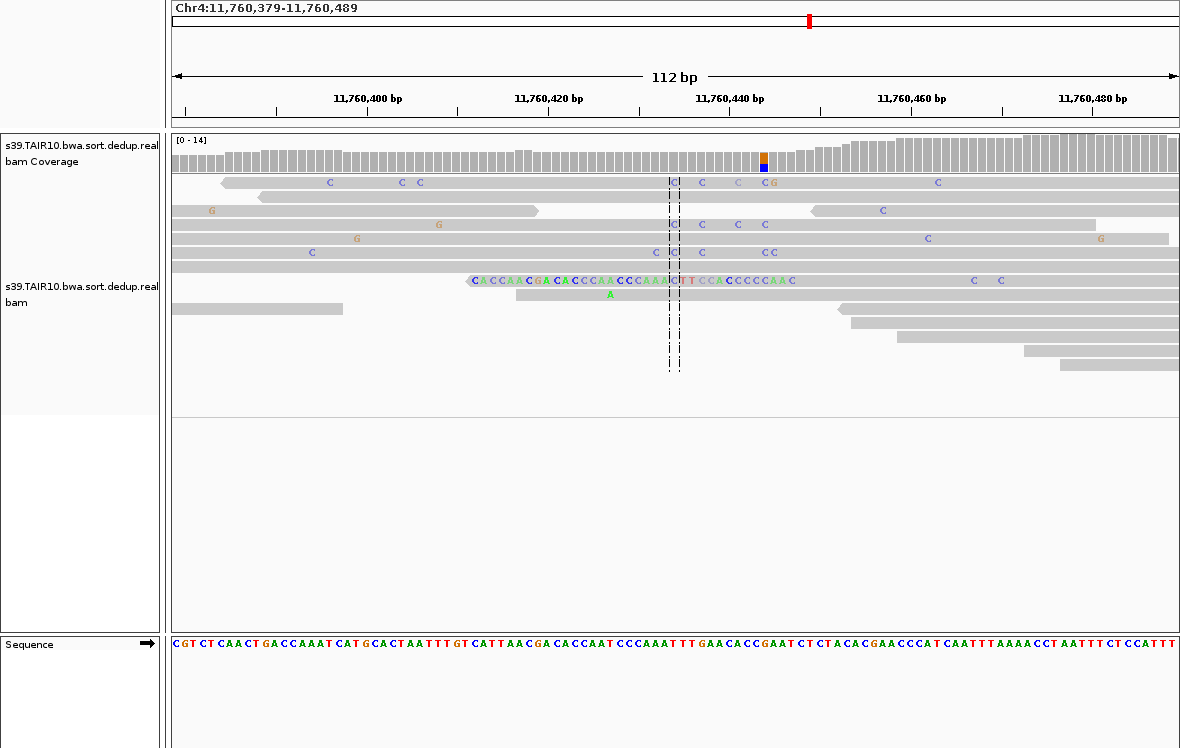 Chr4:11,760,379-11,760,489
112 bp
11,760,400 bp 11,760,420 bp 11,760,440 bp 11,760,460 bp 11,760,480 bp
s39.TAIR10.bwa.sort.dedup.real
bam Coverage
[0 - 14]
C C C C C C C G C
G C
G C C C C
G C G
C C C C C C
s39.TAIR10.bwa.sort.dedup.real
bam
CACCAACGACACCCAACCCAAACTTCCACCCCCAAC C C
A
Sequence
CGTCTCAACTGACCAAATCATGCACTAATTTGTCATTAACGACACCAATCCCAAATTTGAACACCGAATCTCTACACGAACCCATCAATTTAAAACCTAATTTCTCCATTT